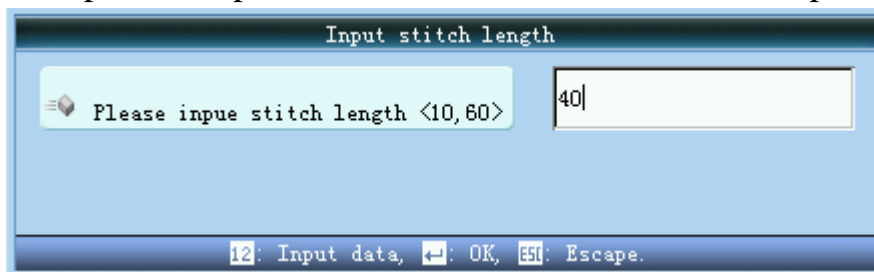 Input stitch length
Please inpue stitch length <10,60>
40
12: Input data, ↵: OK, ESC: Escape.